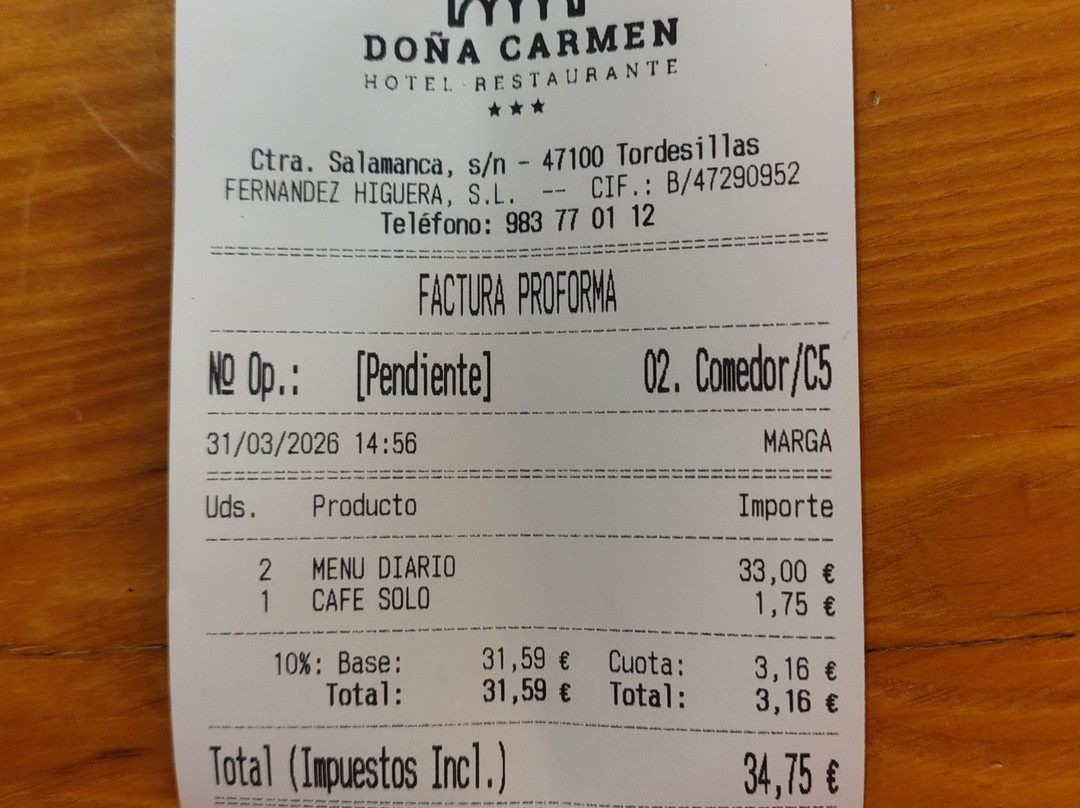 DOÑA CARMEN
HOTEL·RESTAURANTE
Ctra. Salamanca, s/n - 47100 Tordesillas
FERNANDEZ HIGUERA, S.L. -- CIF.: B/47290952
Teléfono: 983 77 01 12
FACTURA PROFORMA
Nº Op.: [Pendiente] 02. Comedor/C5
31/03/2026 14:56 MARGA
Uds. Producto Importe
2 MENU DIARIO 33,00 €
1 CAFE SOLO 1,75 €
10%: Base: 31,59 € Cuota: 3,16 €
Total: 31,59 € Total: 3,16 €
Total (Impuestos Incl.) 34,75 €